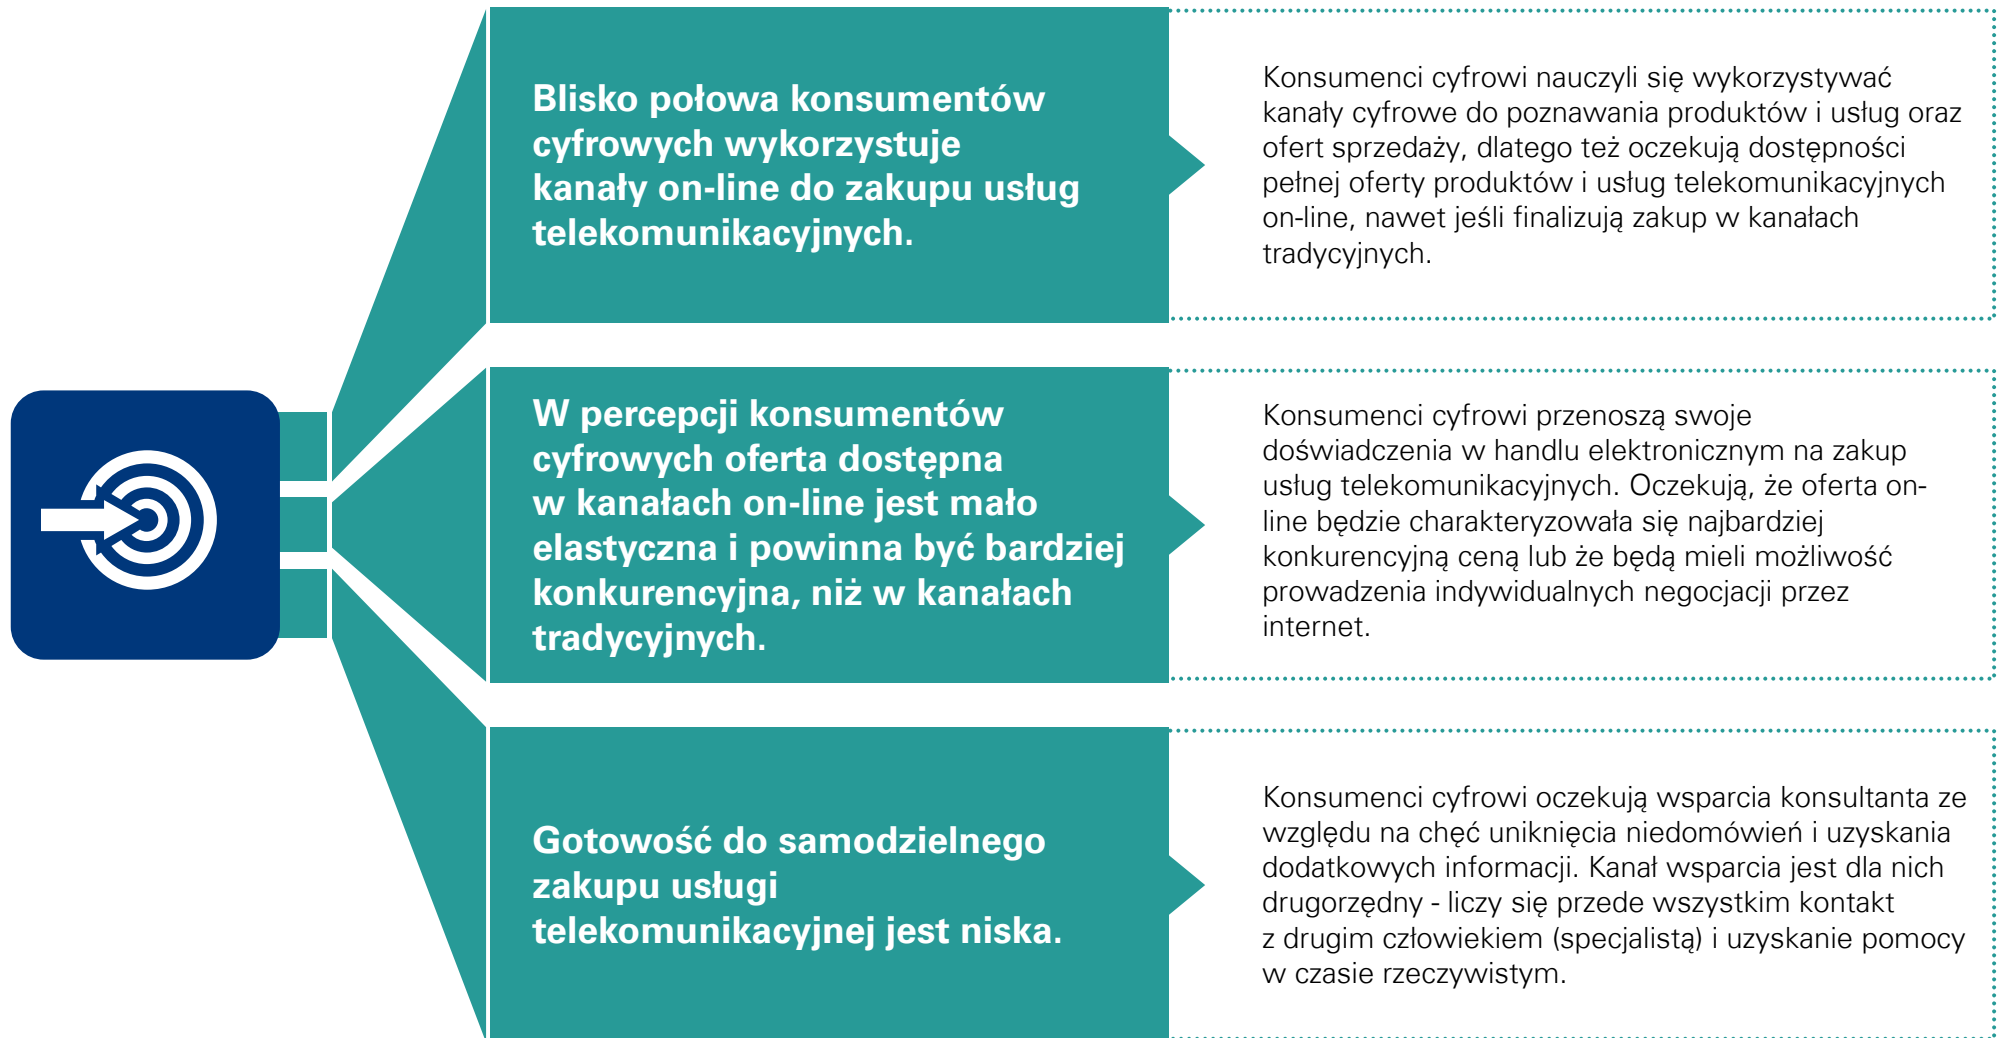 Blisko połowa konsumentów
cyfrowych wykorzystuje
kanały on-line do zakupu usług
telekomunikacyjnych.
Konsumenci cyfrowi nauczyli się wykorzystywać
kanały cyfrowe do poznawania produktów i usług oraz
ofert sprzedaży, dlatego też oczekują dostępności
pełnej oferty produktów i usług telekomunikacyjnych
on-line, nawet jeśli finalizują zakup w kanałach
tradycyjnych.
W percepcji konsumentów
cyfrowych oferta dostępna
w kanałach on-line jest mało
elastyczna i powinna być bardziej
konkurencyjna, niż w kanałach
tradycyjnych.
Konsumenci cyfrowi przenoszą swoje
doświadczenia w handlu elektronicznym na zakup
usług telekomunikacyjnych. Oczekują, że oferta on-
line będzie charakteryzowała się najbardziej
konkurencyjną ceną lub że będą mieli możliwość
prowadzenia indywidualnych negocjacji przez
internet.
Gotowość do samodzielnego
zakupu usługi
telekomunikacyjnej jest niska.
Konsumenci cyfrowi oczekują wsparcia konsultanta ze
względu na chęć uniknięcia niedomówień i uzyskania
dodatkowych informacji. Kanał wsparcia jest dla nich
drugorzędny - liczy się przede wszystkim kontakt
z drugim człowiekiem (specjalistą) i uzyskanie pomocy
w czasie rzeczywistym.